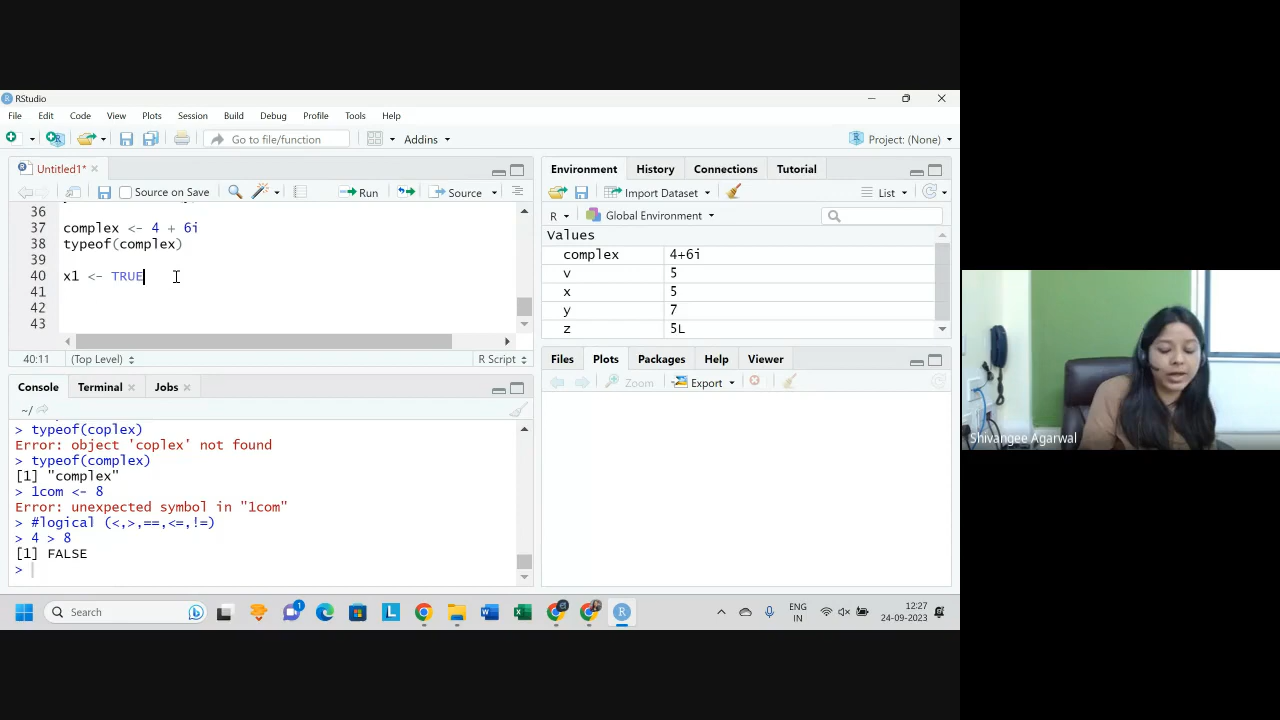 RStudio
File Edit Code View Plots Session Build Debug Profile Tools Help
Go to file/function Addins Project: (None)
Untitled1*
Source on Save Run Source
36
37 complex <- 4 + 6i
38 typeof(complex)
39
40 x1 <- TRUE
41
42
43
40:11 (Top Level) R Script
Console Terminal Jobs
~/
> typeof(coplex)
Error: object 'coplex' not found
> typeof(complex)
[1] "complex"
> 1com <- 8
Error: unexpected symbol in "1com"
> #logical (<,>,==,<=,!=)
> 4 > 8
[1] FALSE
>
Environment History Connections Tutorial
Import Dataset List
R Global Environment
Values
complex 4+6i
v 5
x 5
y 7
z 5L
Files Plots Packages Help Viewer
Zoom Export
Shivangee Agarwal
Search
ENG
IN
12:27
24-09-2023